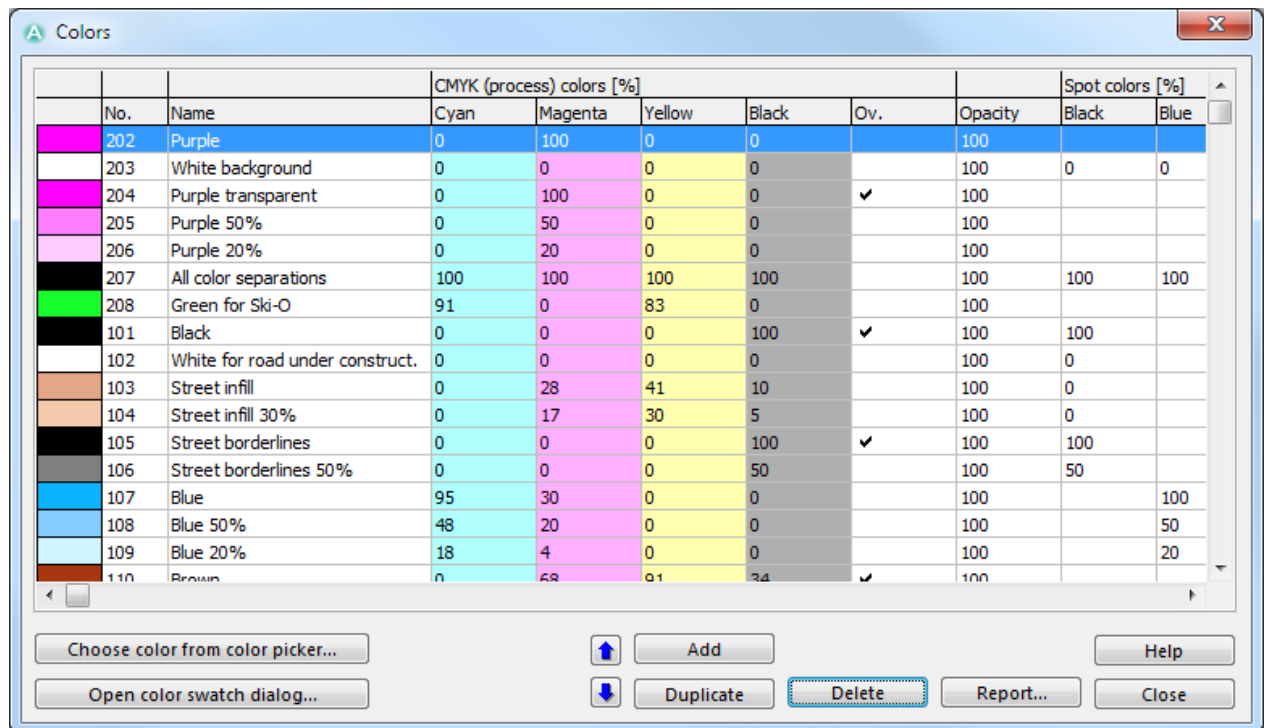 A Colors
CMYK (process) colors [%] Spot colors [%]
No. Name Cyan Magenta Yellow Black Ov. Opacity Black Blue
202 Purple 0 100 0 0 100
203 White background 0 0 0 0 100 0 0
204 Purple transparent 0 100 0 0 ✔ 100
205 Purple 50% 0 50 0 0 100
206 Purple 20% 0 20 0 0 100
207 All color separations 100 100 100 100 100 100 100
208 Green for Ski-O 91 0 83 0 100
101 Black 0 0 0 100 ✔ 100 100
102 White for road under construct. 0 0 0 0 100 0
103 Street infill 0 28 41 10 100 0
104 Street infill 30% 0 17 30 5 100 0
105 Street borderlines 0 0 0 100 ✔ 100 100
106 Street borderlines 50% 0 0 0 50 100 50
107 Blue 95 30 0 0 100 100
108 Blue 50% 48 20 0 0 100 50
109 Blue 20% 18 4 0 0 100 20
110 Brown 0 68 91 34 ✔ 100
Choose color from color picker... Add Help
Open color swatch dialog... Duplicate Delete Report... Close